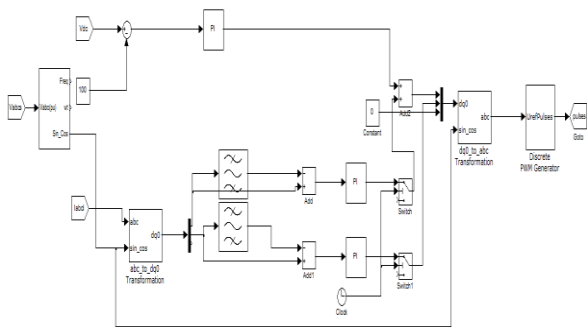 Vdc
PI
Vabcs
Freq
Vabc(pu)
wt
Sin_Cos
100
0
Constant
Add2
dq0
abc
sin_cos
dq0_to_abc
Transformation
Uref
Pulses
Discrete
PWM Generator
pulses
Goto
abc
dq0
sin_cos
abc_to_dq0
Transformation
Add
PI
Switch
Add1
PI
Switch1
Clock